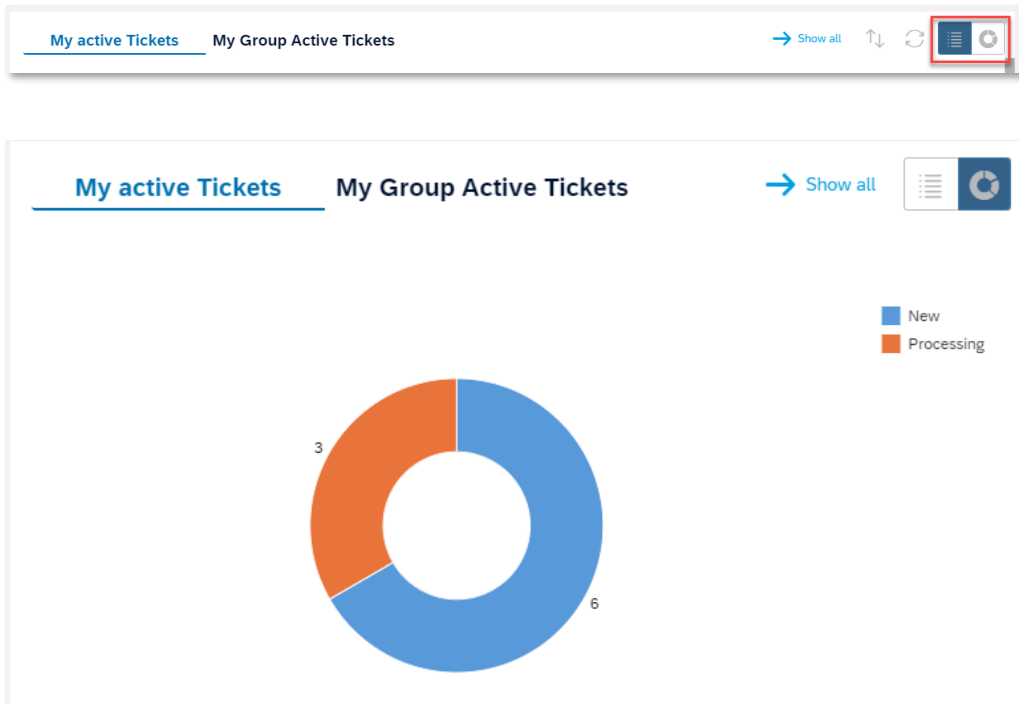 My active Tickets My Group Active Tickets Show all
My active Tickets My Group Active Tickets Show all
New
Processing
3
6